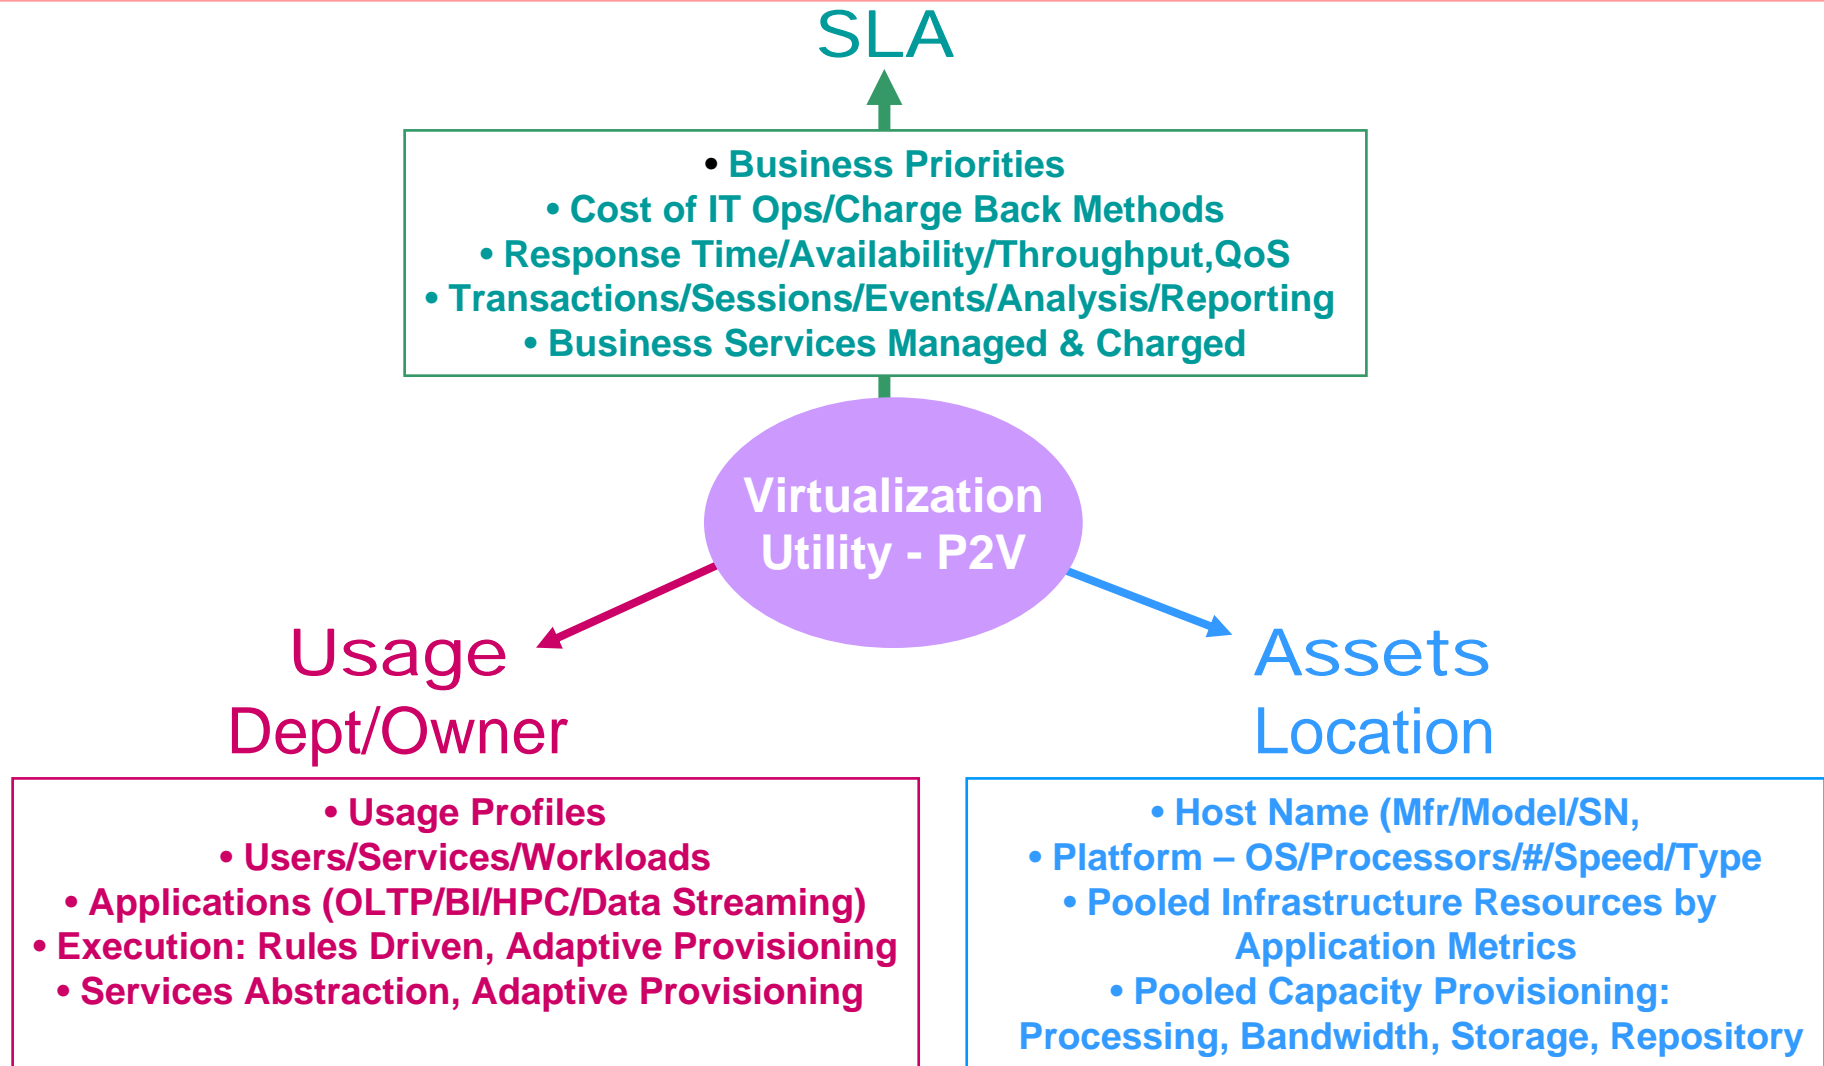 SLA
• Business Priorities
• Cost of IT Ops/Charge Back Methods
• Response Time/Availability/Throughput,QoS
• Transactions/Sessions/Events/Analysis/Reporting
• Business Services Managed & Charged
Virtualization
Utility - P2V
Usage
Dept/Owner
• Usage Profiles
• Users/Services/Workloads
• Applications (OLTP/BI/HPC/Data Streaming)
• Execution: Rules Driven, Adaptive Provisioning
• Services Abstraction, Adaptive Provisioning
Assets
Location
• Host Name (Mfr/Model/SN,
• Platform – OS/Processors/#/Speed/Type
• Pooled Infrastructure Resources by
Application Metrics
• Pooled Capacity Provisioning:
Processing, Bandwidth, Storage, Repository